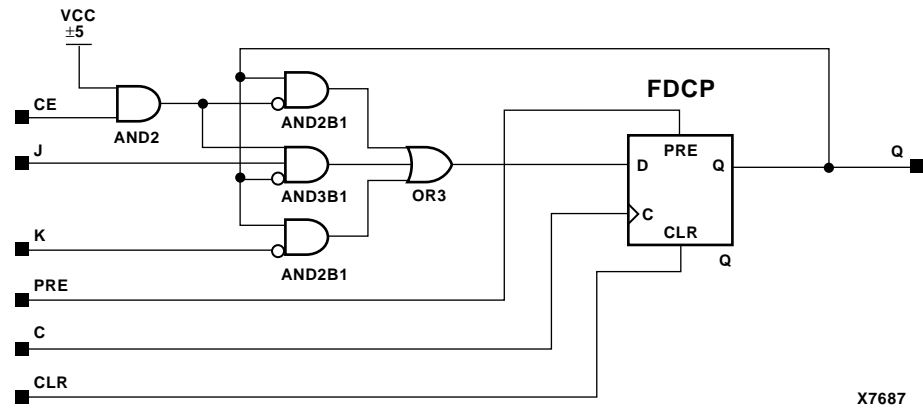 VCC
±5
CE
AND2
AND2B1
FDCP
J
AND3B1
OR3
D
PRE
Q
Q
C
CLR
K
AND2B1
Q
PRE
C
CLR
X7687